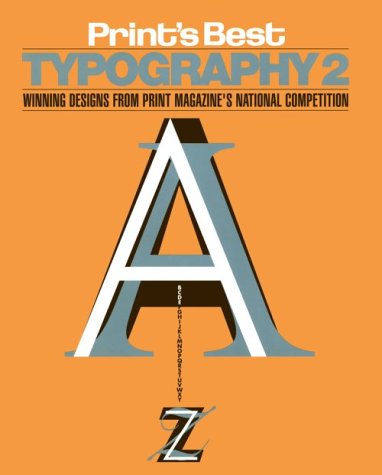 Print's Best
TYPOGRAPHY 2
WINNING DESIGNS FROM PRINT MAGAZINE'S NATIONAL COMPETITION
A
B
C
D
E
F
G
H
I
J
K
L
M
N
O
P
Q
R
S
T
U
V
W
X
Y
Z